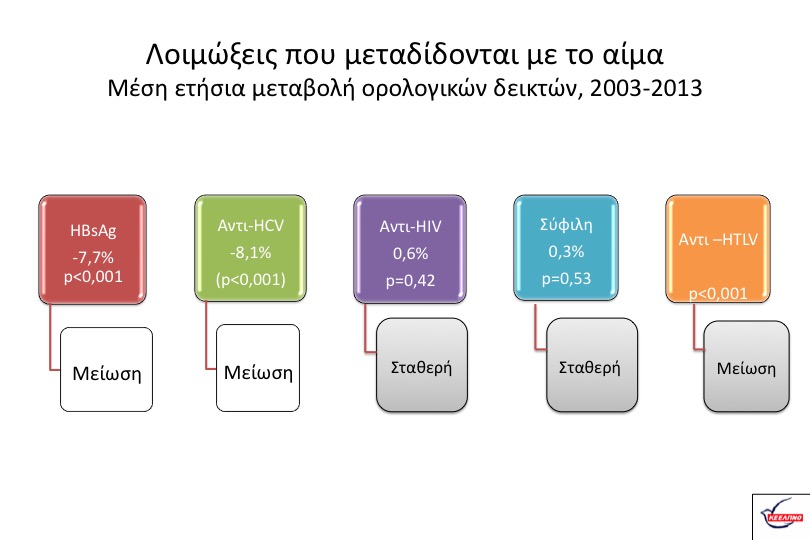 Λοιμώξεις που μεταδίδονται με το αίμα
Μέση ετήσια μεταβολή ορολογικών δεικτών, 2003-2013
HBsAg
-7,7%
p<0,001
Μείωση
Αντι-HCV
-8,1%
(p<0,001)
Μείωση
Αντι-HIV
0,6%
p=0,42
Σταθερή
Σύφιλη
0,3%
p=0,53
Σταθερή
Αντι –HTLV
p<0,001
Μείωση
ΚΕΕΛΠΝΟ